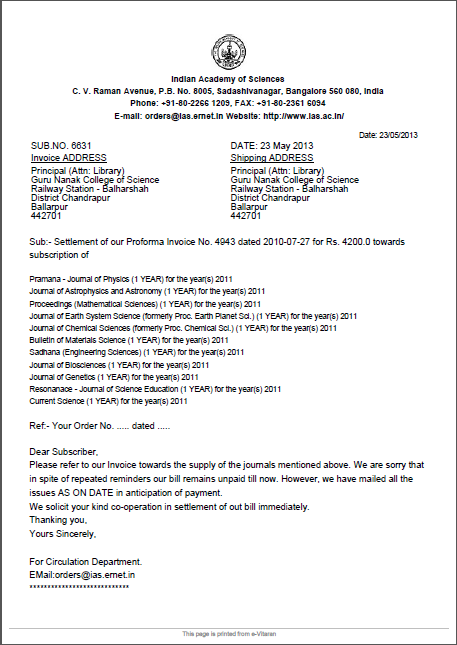 Indian Academy of Sciences
C. V. Raman Avenue, P.B. No. 8005, Sadashivanagar, Bangalore 560 080, India
Phone: +91-80-2266 1209, FAX: +91-80-2361 6094
E-mail: orders@ias.ernet.in Website: http://www.ias.ac.in/
Date: 23/05/2013
SUB.NO. 6631 DATE: 23 May 2013
Invoice ADDRESS Shipping ADDRESS
Principal (Attn: Library) Principal (Attn: Library)
Guru Nanak College of Science Guru Nanak College of Science
Railway Station - Balharshah Railway Station - Balharshah
District Chandrapur District Chandrapur
Ballarpur Ballarpur
442701 442701
Sub:- Settlement of our Proforma Invoice No. 4943 dated 2010-07-27 for Rs. 4200.0 towards
subscription of
Pramana - Journal of Physics (1 YEAR) for the year(s) 2011
Journal of Astrophysics and Astronomy (1 YEAR) for the year(s) 2011
Proceedings (Mathematical Sciences) (1 YEAR) for the year(s) 2011
Journal of Earth System Science (formerly Proc. Earth Planet Sci.) (1 YEAR) for the year(s) 2011
Journal of Chemical Sciences (formerly Proc. Chemical Sci.) (1 YEAR) for the year(s) 2011
Bulletin of Materials Science (1 YEAR) for the year(s) 2011
Sadhana (Engineering Sciences) (1 YEAR) for the year(s) 2011
Journal of Biosciences (1 YEAR) for the year(s) 2011
Journal of Genetics (1 YEAR) for the year(s) 2011
Resonanace - Journal of Science Education (1 YEAR) for the year(s) 2011
Current Science (1 YEAR) for the year(s) 2011
Ref:- Your Order No. ..... dated .....
Dear Subscriber,
Please refer to our Invoice towards the supply of the journals mentioned above. We are sorry that
in spite of repeated reminders our bill remains unpaid till now. However, we have mailed all the
issues AS ON DATE in anticipation of payment.
We solicit your kind co-operation in settlement of out bill immediately.
Thanking you,
Yours Sincerely,
For Circulation Department.
EMail:orders@ias.ernet.in
***************************
This page is printed from e-Vitaran